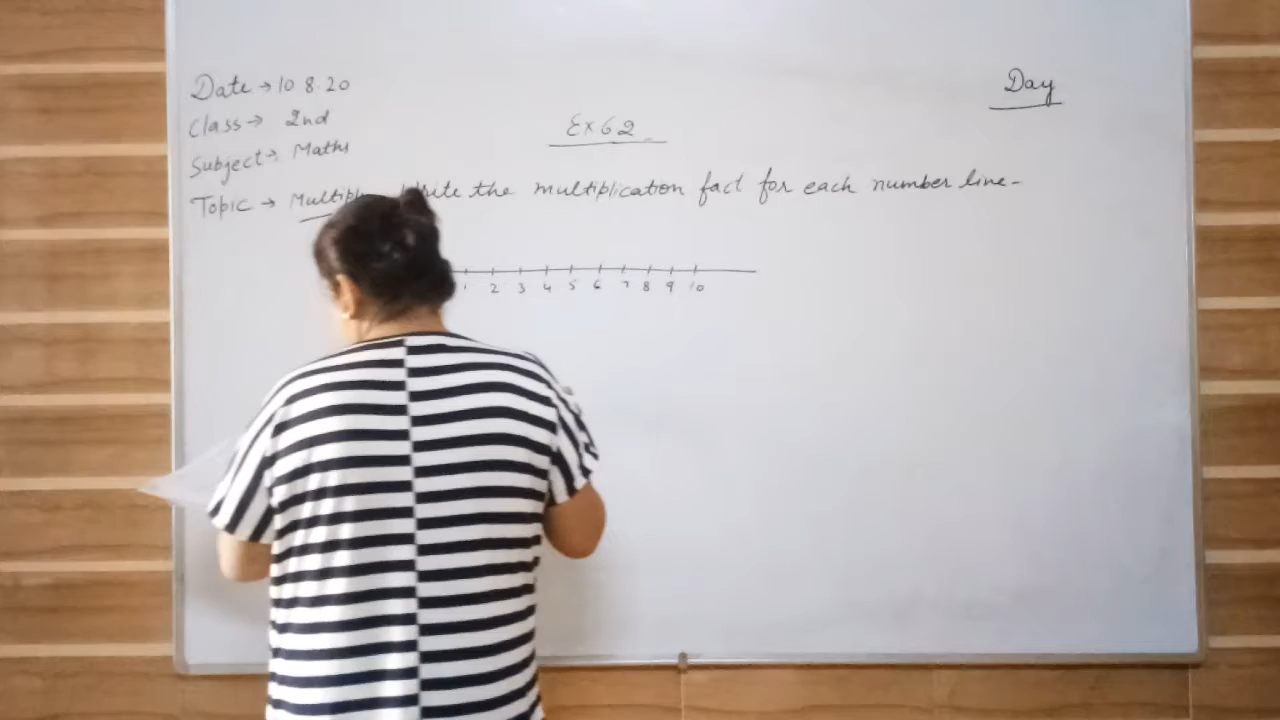 Date → 10 8.20
Day
Class → 2nd
Ex 6 2
Subject → Maths
Topic → write the multiplication fact for each number line-
1 2 3 4 5 6 7 8 9 10